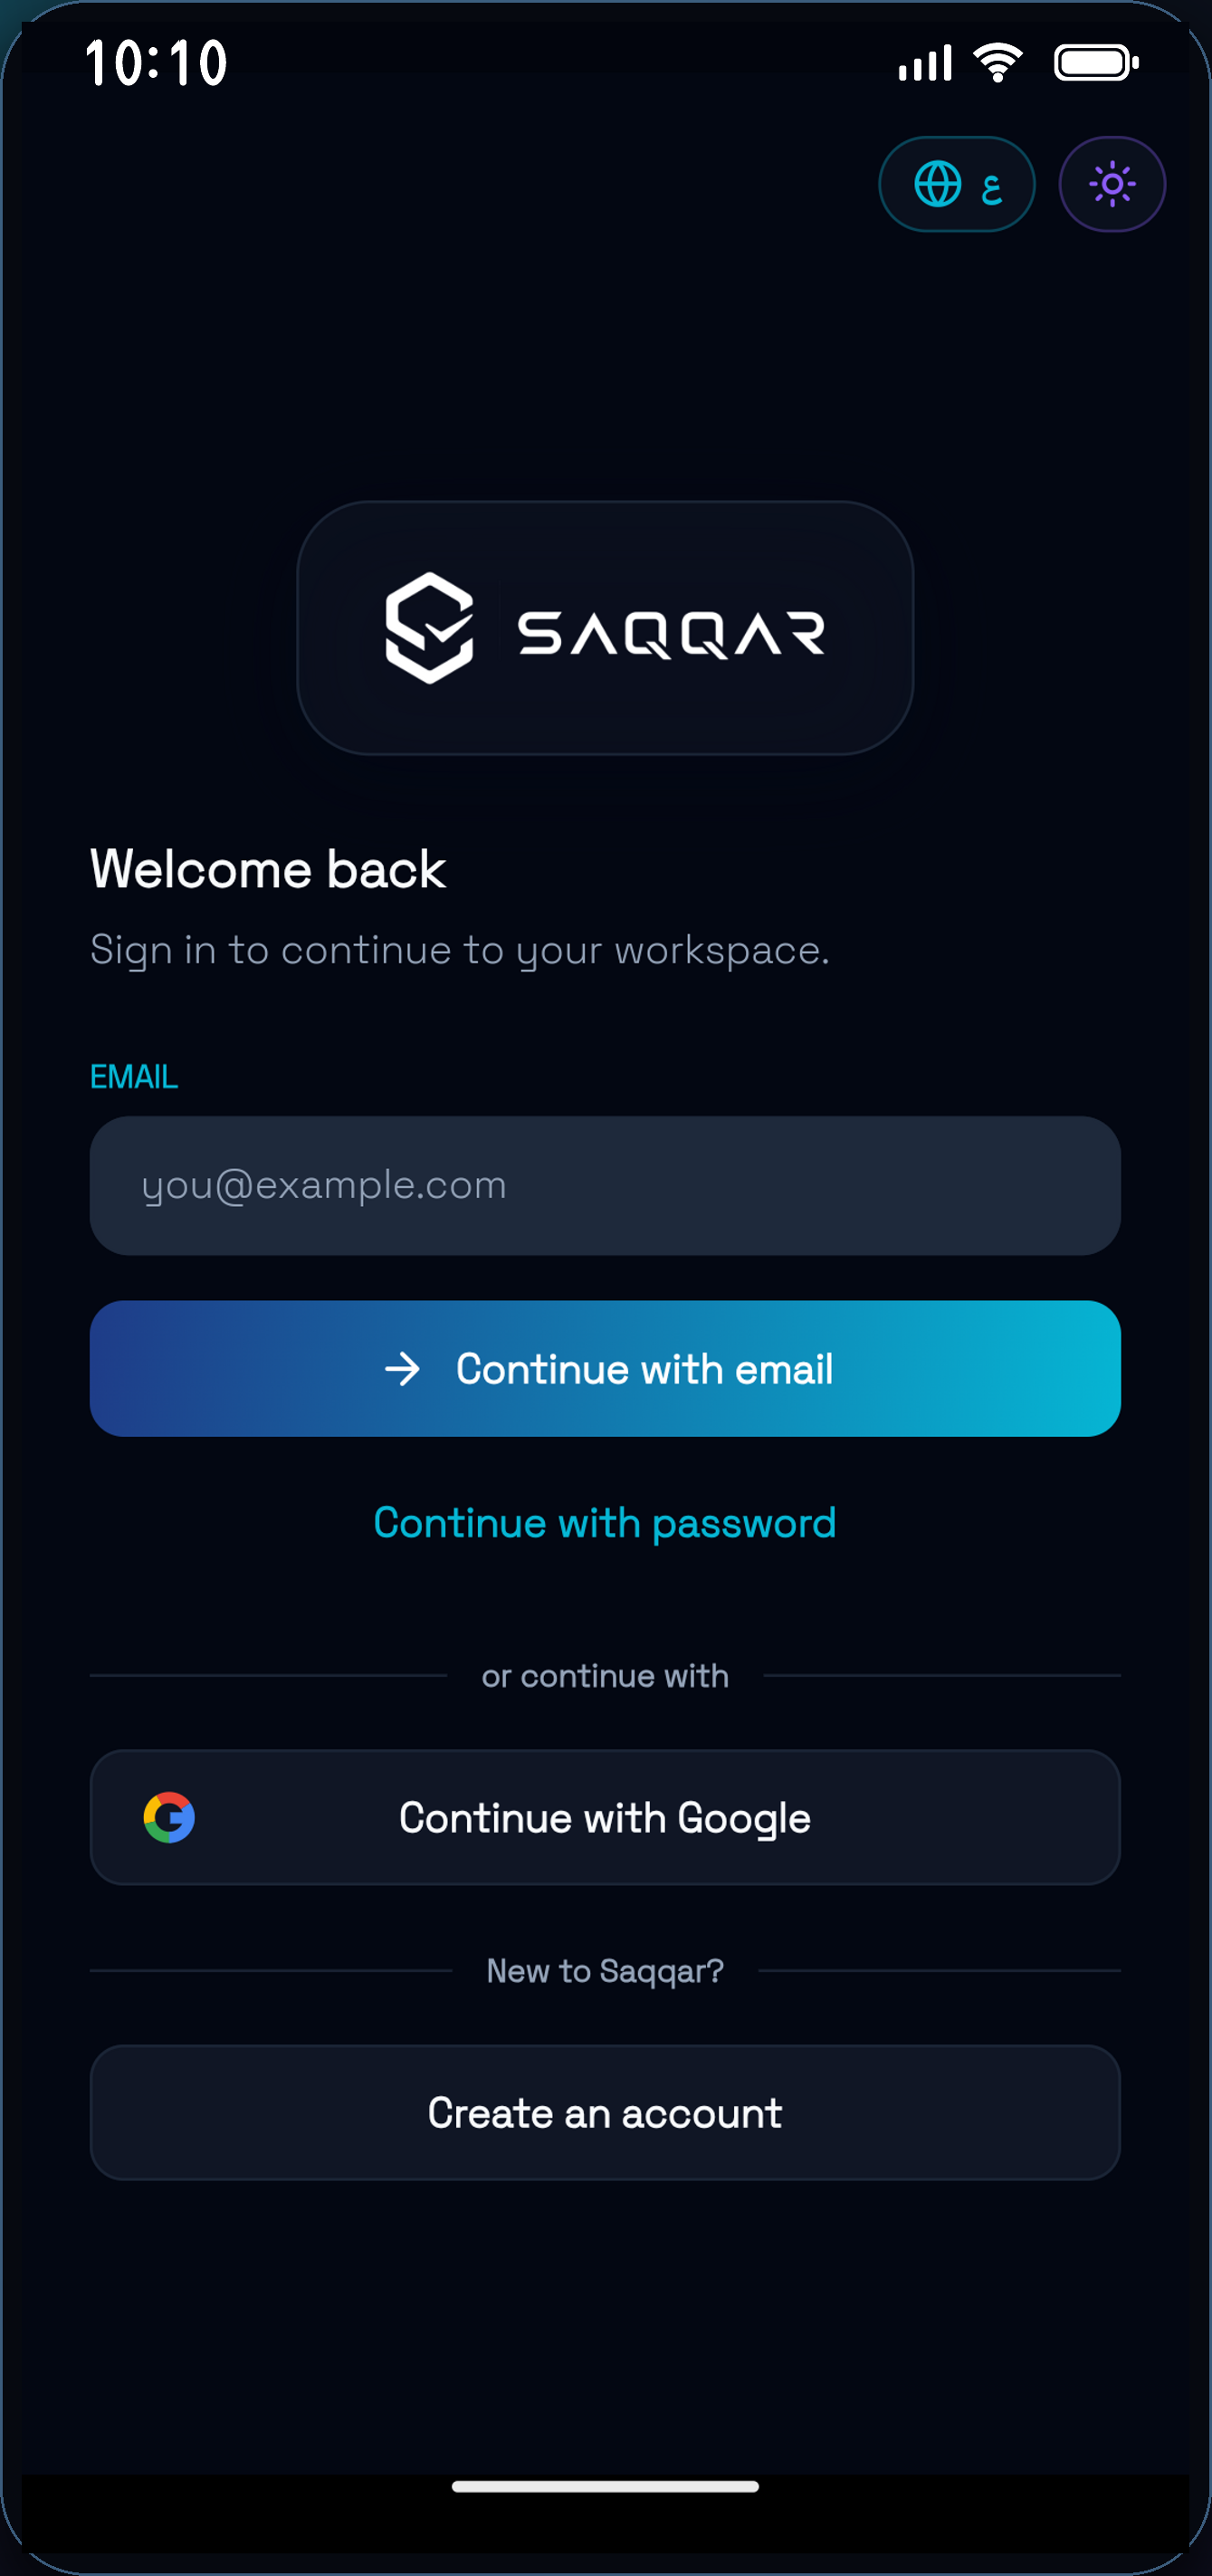 10:10
ع
SAQQAR
Welcome back
Sign in to continue to your workspace.
EMAIL
you@example.com
Continue with email
Continue with password
or continue with
Continue with Google
New to Saqqar?
Create an account